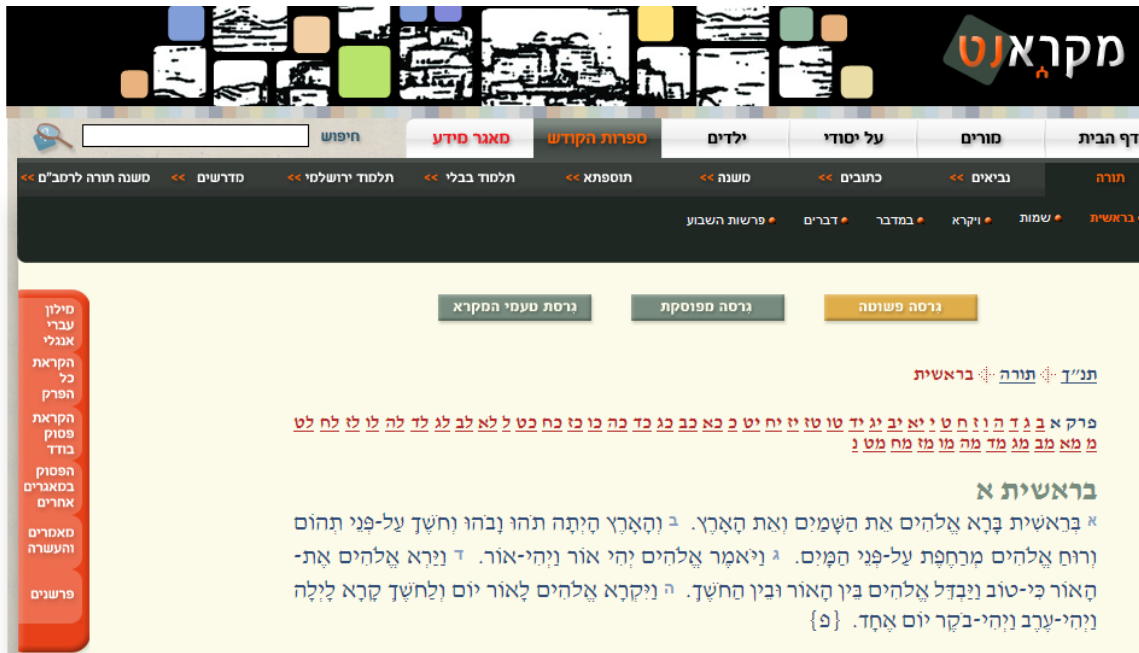 מקראנט
דף הבית
מורים
על יסודי
ילדים
ספרות הקודש
מאגר מידע
חיפוש
תורה
נביאים >>
כתובים >>
משנה >>
תוספתא >>
תלמוד בבלי >>
תלמוד ירושלמי >>
מדרשים >>
משנה תורה לרמב"ם >>
בראשית
שמות
ויקרא
במדבר
דברים
פרשות השבוע
גרסה פשוטה
גרסה מפוסקת
גרסת טעמי המקרא
מילון
עברי
אנגלי
הקראת
כל
הפרק
הקראת
פסוק
בודד
הפסוק
במאגרים
אחרים
מאמרים
והעשרה
פרשנים
תנ״ך תורה בראשית
פרק א ב ג ד ה ו ז ח ט י יא יב יג יד טו טז יז יח יט כ כא כב כג כד כה כו כז כח כט ל לא לב לג לד לה לו לז לח לט
מ מא מב מג מד מה מו מז מח מט נ
בראשית א
א בְּרֵאשִׁית בָּרָא אֱלֹהִים אֵת הַשָּׁמַיִם וְאֵת הָאָרֶץ. ב וְהָאָרֶץ הָיְתָה תֹהוּ וָבֹהוּ וְחֹשֶׁךְ עַל-פְּנֵי תְהוֹם
וְרוּחַ אֱלֹהִים מְרַחֶפֶת עַל-פְּנֵי הַמָּיִם. ג וַיֹּאמֶר אֱלֹהִים יְהִי אוֹר וַיְהִי-אוֹר. ד וַיַּרְא אֱלֹהִים אֶת-
הָאוֹר כִּי-טוֹב וַיַּבְדֵּל אֱלֹהִים בֵּין הָאוֹר וּבֵין הַחֹשֶׁךְ. ה וַיִּקְרָא אֱלֹהִים לָאוֹר יוֹם וְלַחֹשֶׁךְ קָרָא לָיְלָה
וַיְהִי-עֶרֶב וַיְהִי-בֹקֶר יוֹם אֶחָד. {פ}